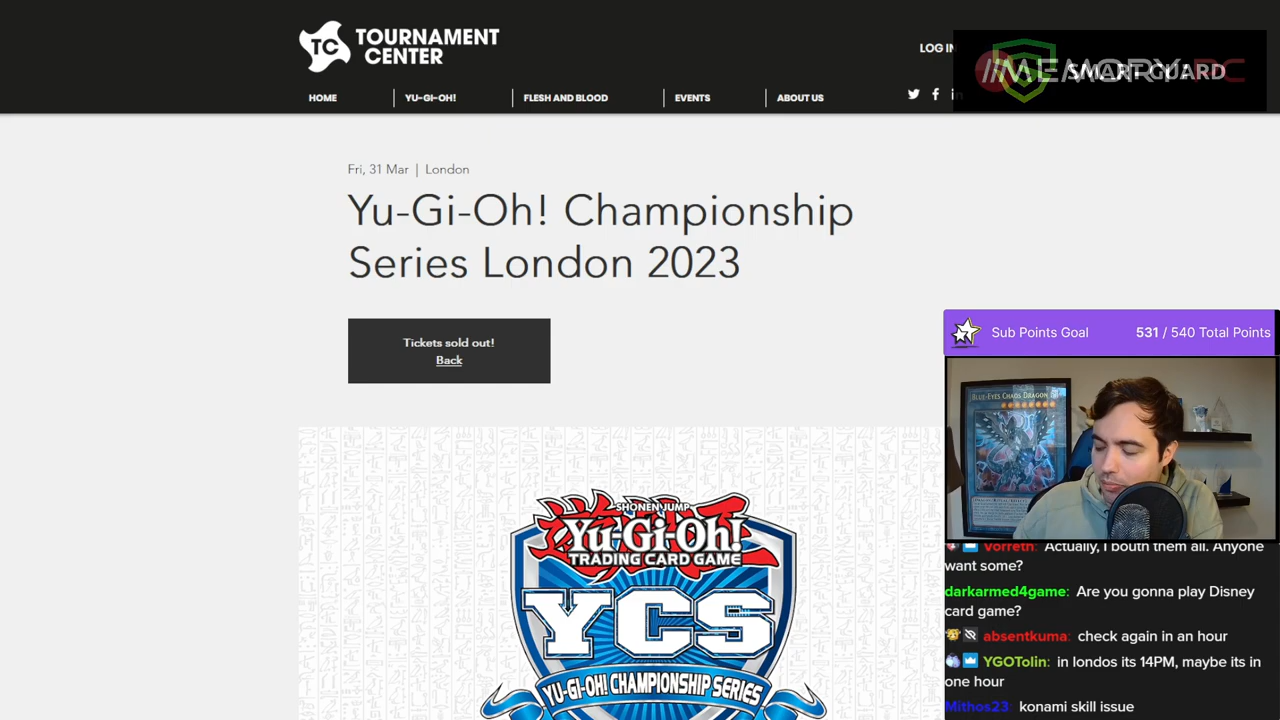 TC TOURNAMENT
CENTER
LOG IN
SMART GUARD
HOME
YU-GI-OH!
FLESH AND BLOOD
EVENTS
ABOUT US
Fri, 31 Mar | London
Yu-Gi-Oh! Championship
Series London 2023
Tickets sold out!
Back
Sub Points Goal 531 / 540 Total Points
BLUE-EYES CHAOS DRAGON
SHONEN JUMP
Yu-Gi-Oh!
TRADING CARD GAME
YCS
YU-GI-OH! CHAMPIONSHIP SERIES
Vorreth: Actually, I bouth them all. Anyone
want some?
darkarmed4game: Are you gonna play Disney
card game?
absentkuma: check again in an hour
YGOTolin: in londos its 14PM, maybe its in
one hour
Mithos23: konami skill issue